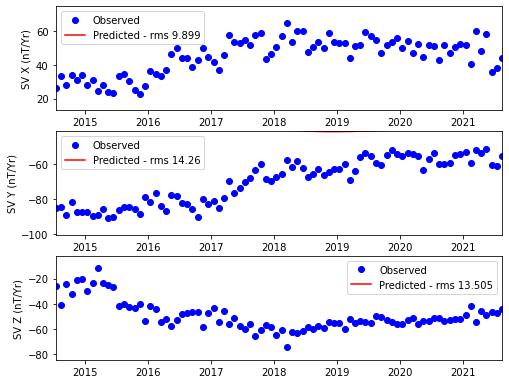 SV X (nT/Yr)
60
40
20
Observed
Predicted - rms 9.899
2015 2016 2017 2018 2019 2020 2021
SV Y (nT/Yr)
−60
−80
−100
Observed
Predicted - rms 14.26
2015 2016 2017 2018 2019 2020 2021
SV Z (nT/Yr)
−20
−40
−60
−80
Observed
Predicted - rms 13.505
2015 2016 2017 2018 2019 2020 2021